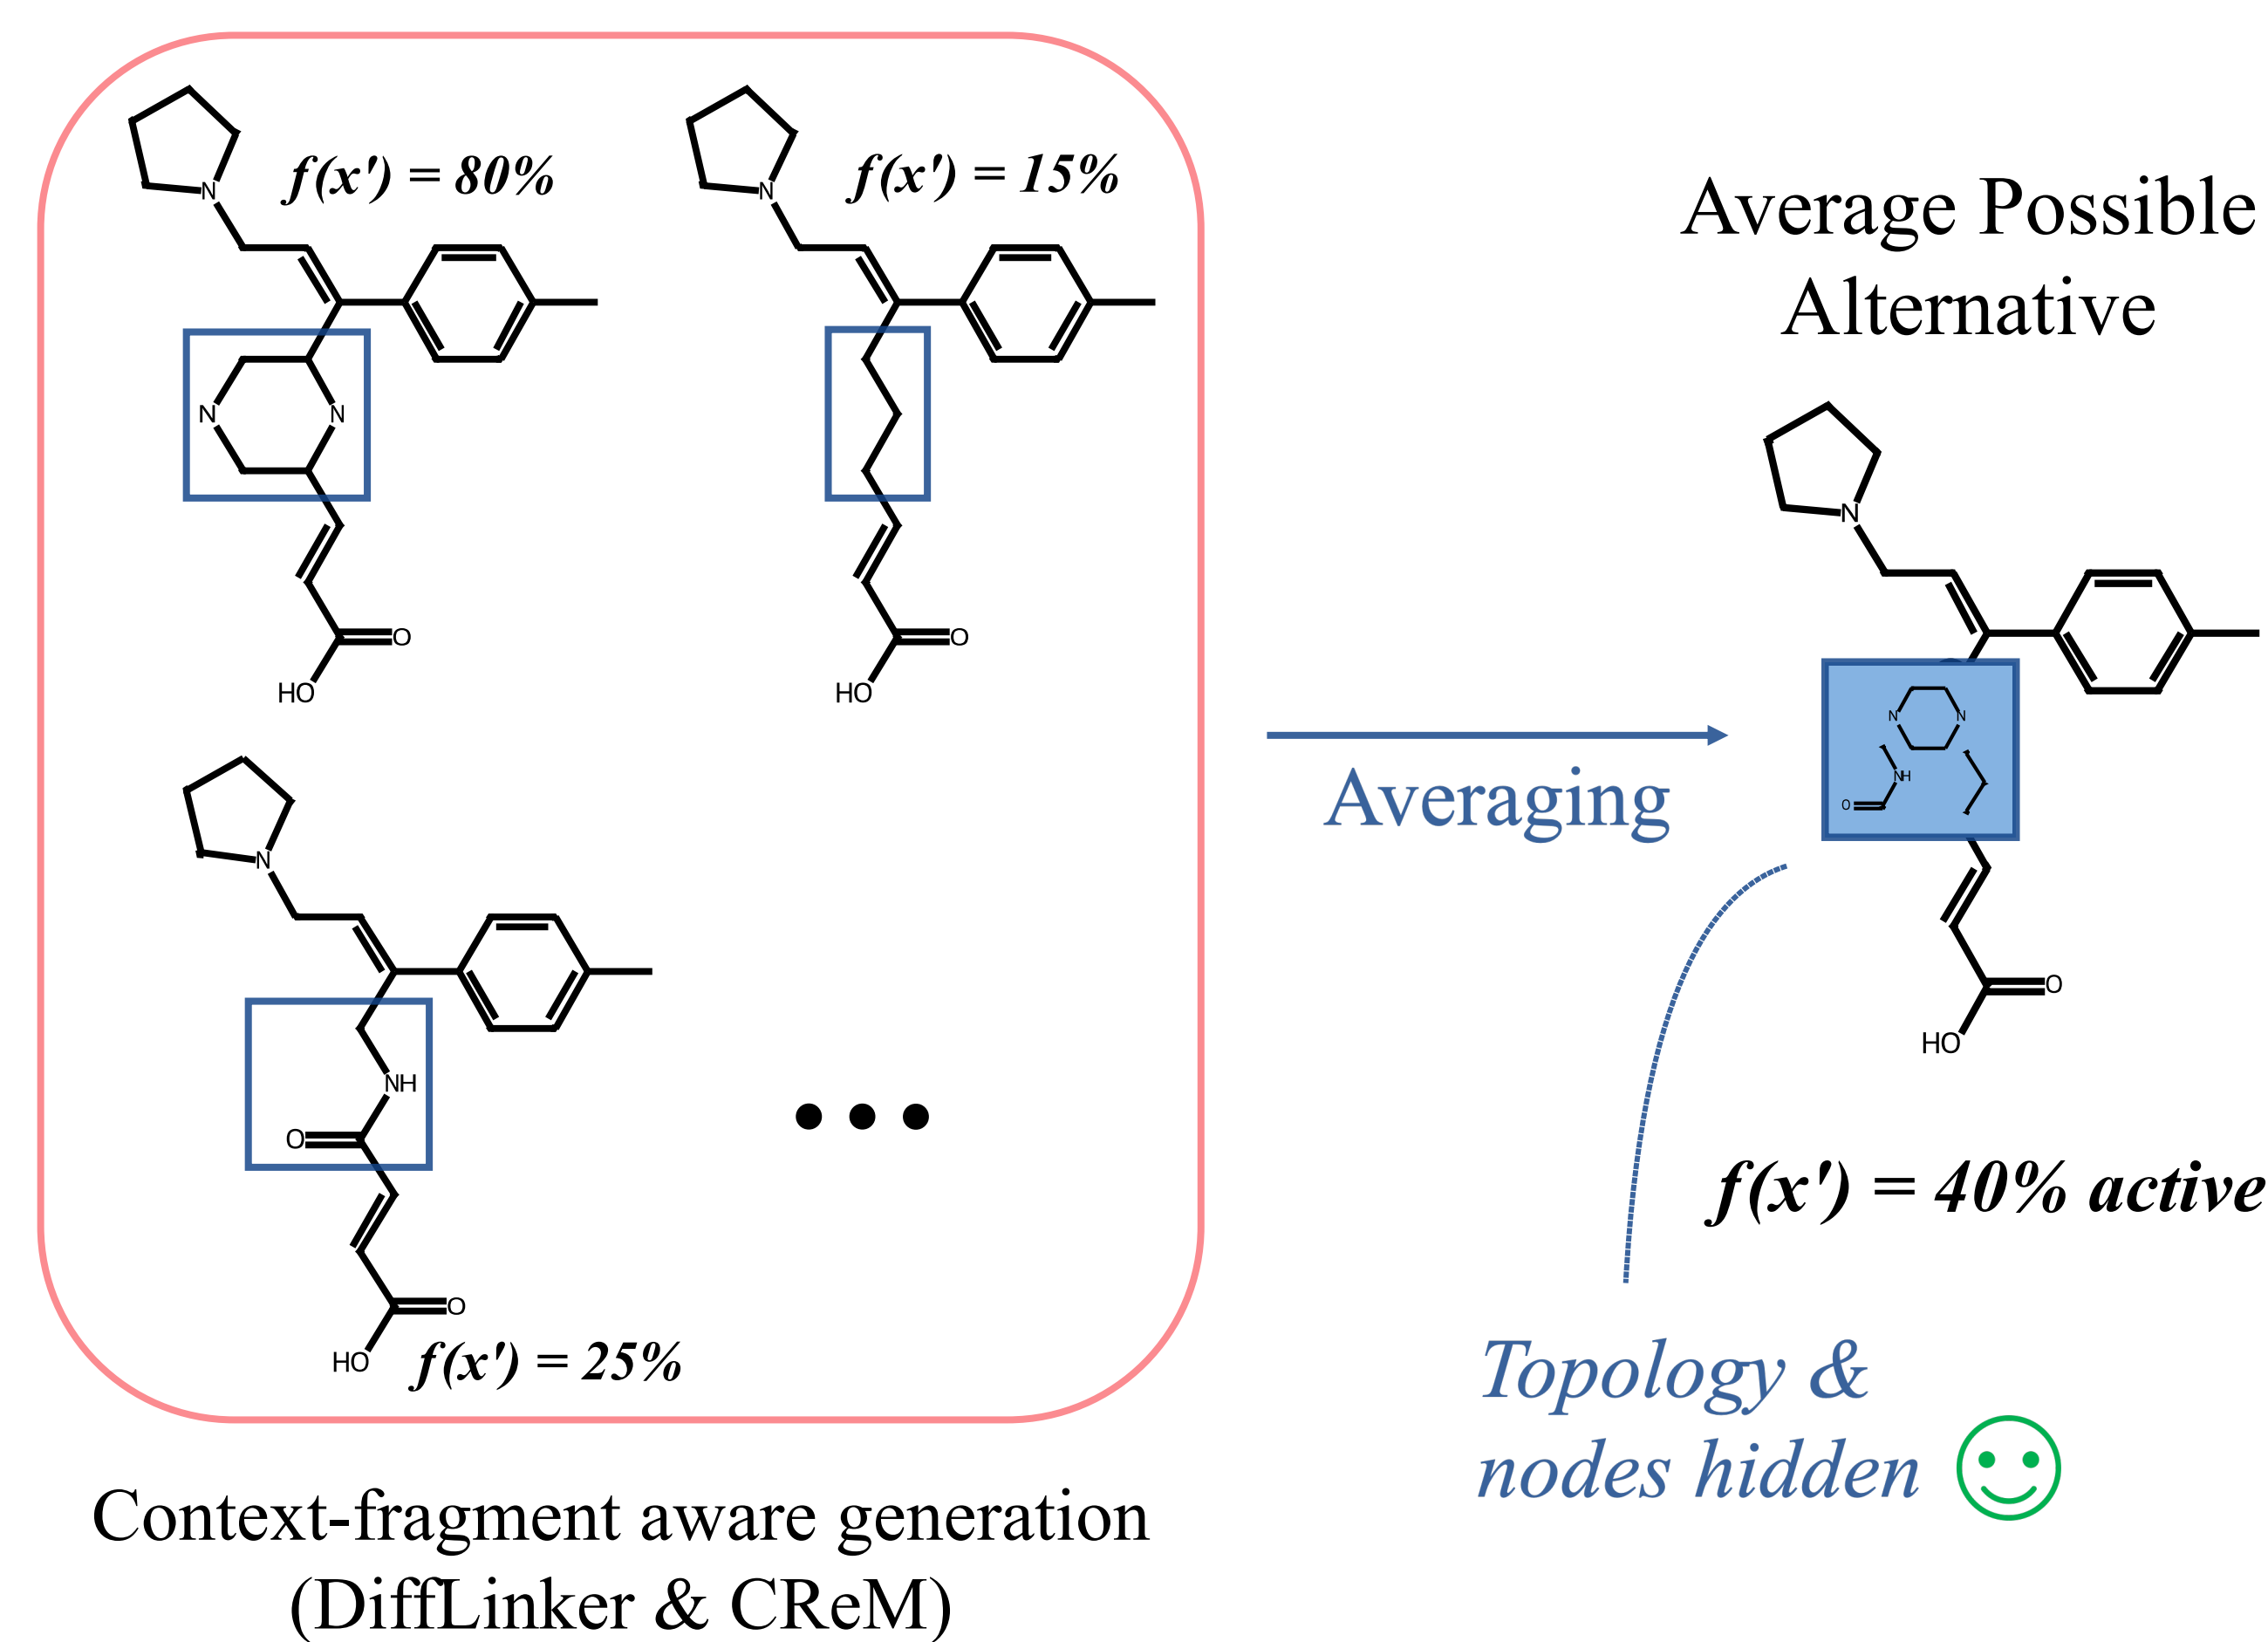 N
f(x') = 80%
N
N
O
HO
N
f(x') = 15%
O
HO
N
NH
O
O
HO
f(x') = 25%
Context-fragment aware generation
(DiffLinker & CReM)
Averaging
Average Possible
Alternative
N
N
N
NH
O
O
HO
f(x') = 40% active
Topology &
nodes hidden